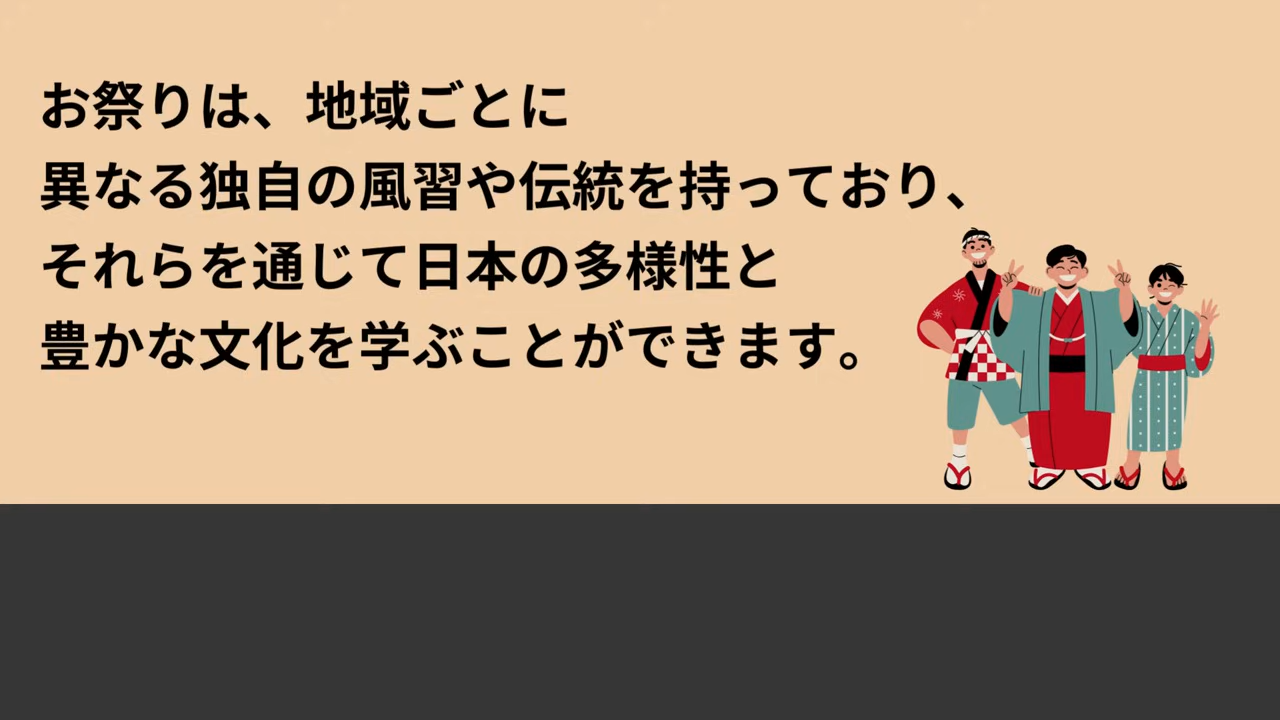 お祭りは、地域ごとに
異なる独自の風習や伝統を持っており、
それらを通じて日本の多様性と
豊かな文化を学ぶことができます。